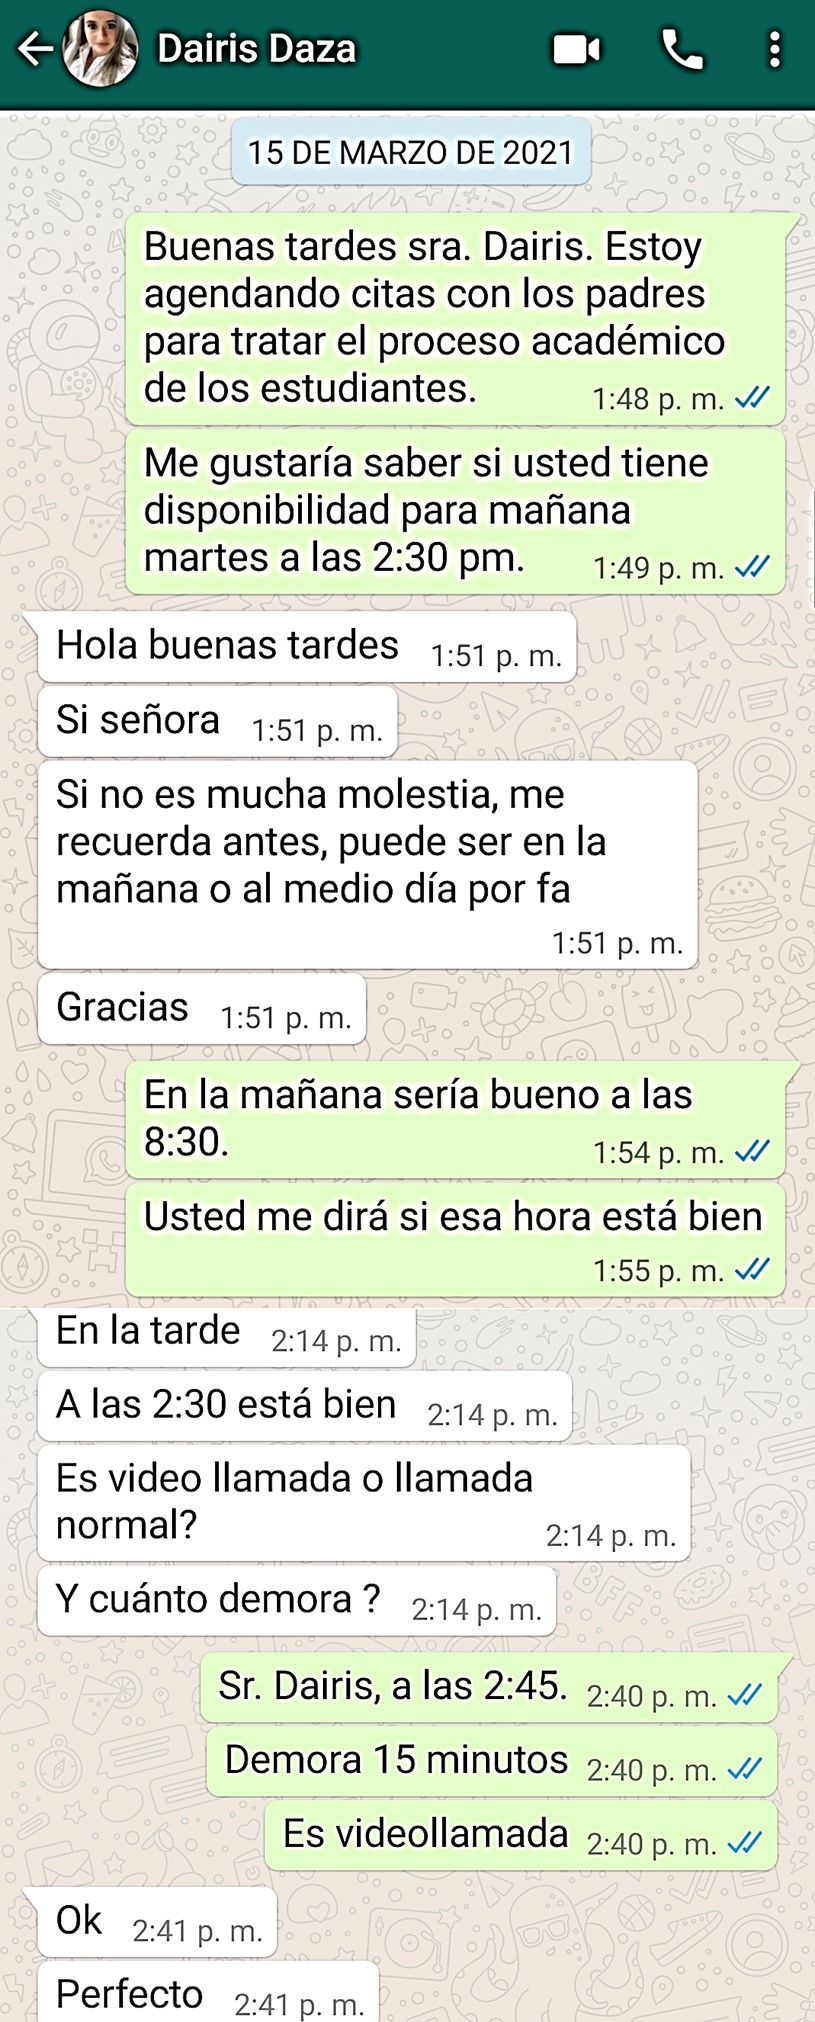 Dairis Daza
15 DE MARZO DE 2021
Buenas tardes sra. Dairis. Estoy
agendando citas con los padres
para tratar el proceso académico
de los estudiantes. 1:48 p. m.
Me gustaría saber si usted tiene
disponibilidad para mañana
martes a las 2:30 pm. 1:49 p. m.
Hola buenas tardes 1:51 p. m.
Si señora 1:51 p. m.
Si no es mucha molestia, me
recuerda antes, puede ser en la
mañana o al medio día por fa
1:51 p. m.
Gracias 1:51 p. m.
En la mañana sería bueno a las
8:30. 1:54 p. m.
Usted me dirá si esa hora está bien
1:55 p. m.
En la tarde 2:14 p. m.
A las 2:30 está bien 2:14 p. m.
Es video llamada o llamada
normal? 2:14 p. m.
Y cuánto demora ? 2:14 p. m.
Sr. Dairis, a las 2:45. 2:40 p. m.
Demora 15 minutos 2:40 p. m.
Es videollamada 2:40 p. m.
Ok 2:41 p. m.
Perfecto 2:41 p. m.